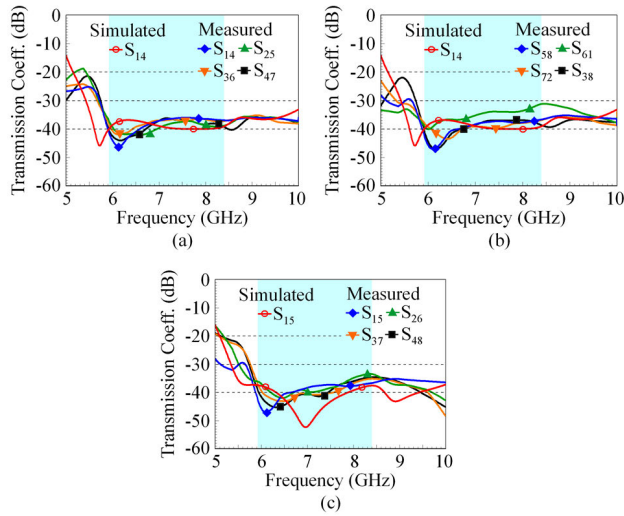 Transmission Coeff. (dB)
0
-10
-20
-30
-40
-50
-60
Simulated
S14
Measured
S14 S25
S36 S47
5 6 7 8 9 10
Frequency (GHz)
(a)
Transmission Coeff. (dB)
0
-10
-20
-30
-40
-50
-60
Simulated
S14
Measured
S58 S61
S72 S38
5 6 7 8 9 10
Frequency (GHz)
(b)
Transmission Coeff. (dB)
0
-10
-20
-30
-40
-50
-60
Simulated
S15
Measured
S15 S26
S37 S48
5 6 7 8 9 10
Frequency (GHz)
(c)